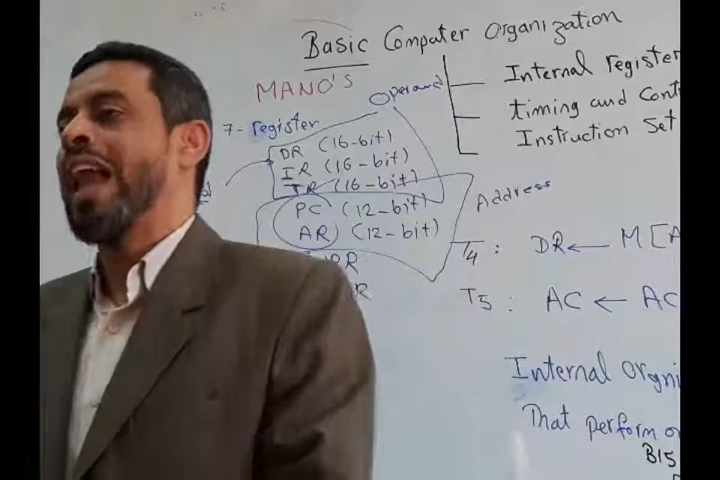 Basic Computer Organization
MANO'S
Operand
Internal register
timing and Cont
Instruction Set
7- register
DR (16-bit)
IR (16-bit)
TR (16-bit)
PC (12-bit)
AR (12-bit)
Address
T4 : DR ← M[A
T5 : AC ← AC
Internal Orgni
That perform o
B15